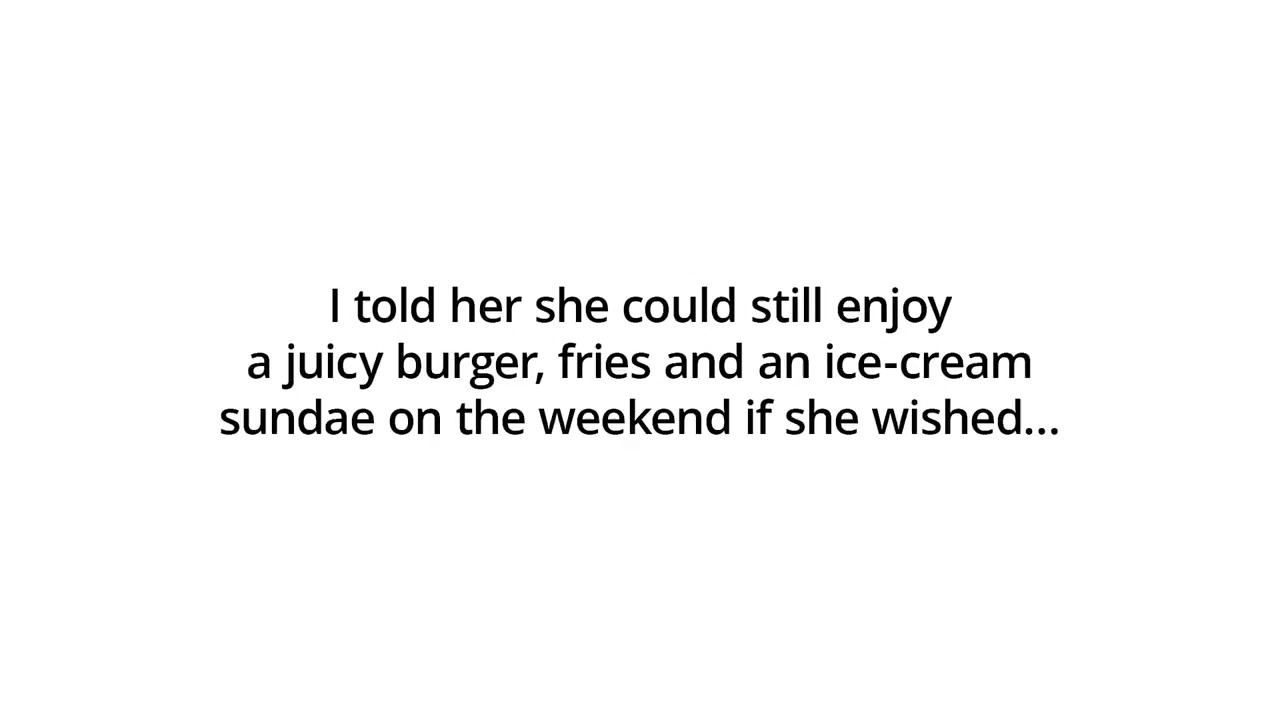 I told her she could still enjoy
a juicy burger, fries and an ice-cream
sundae on the weekend if she wished...